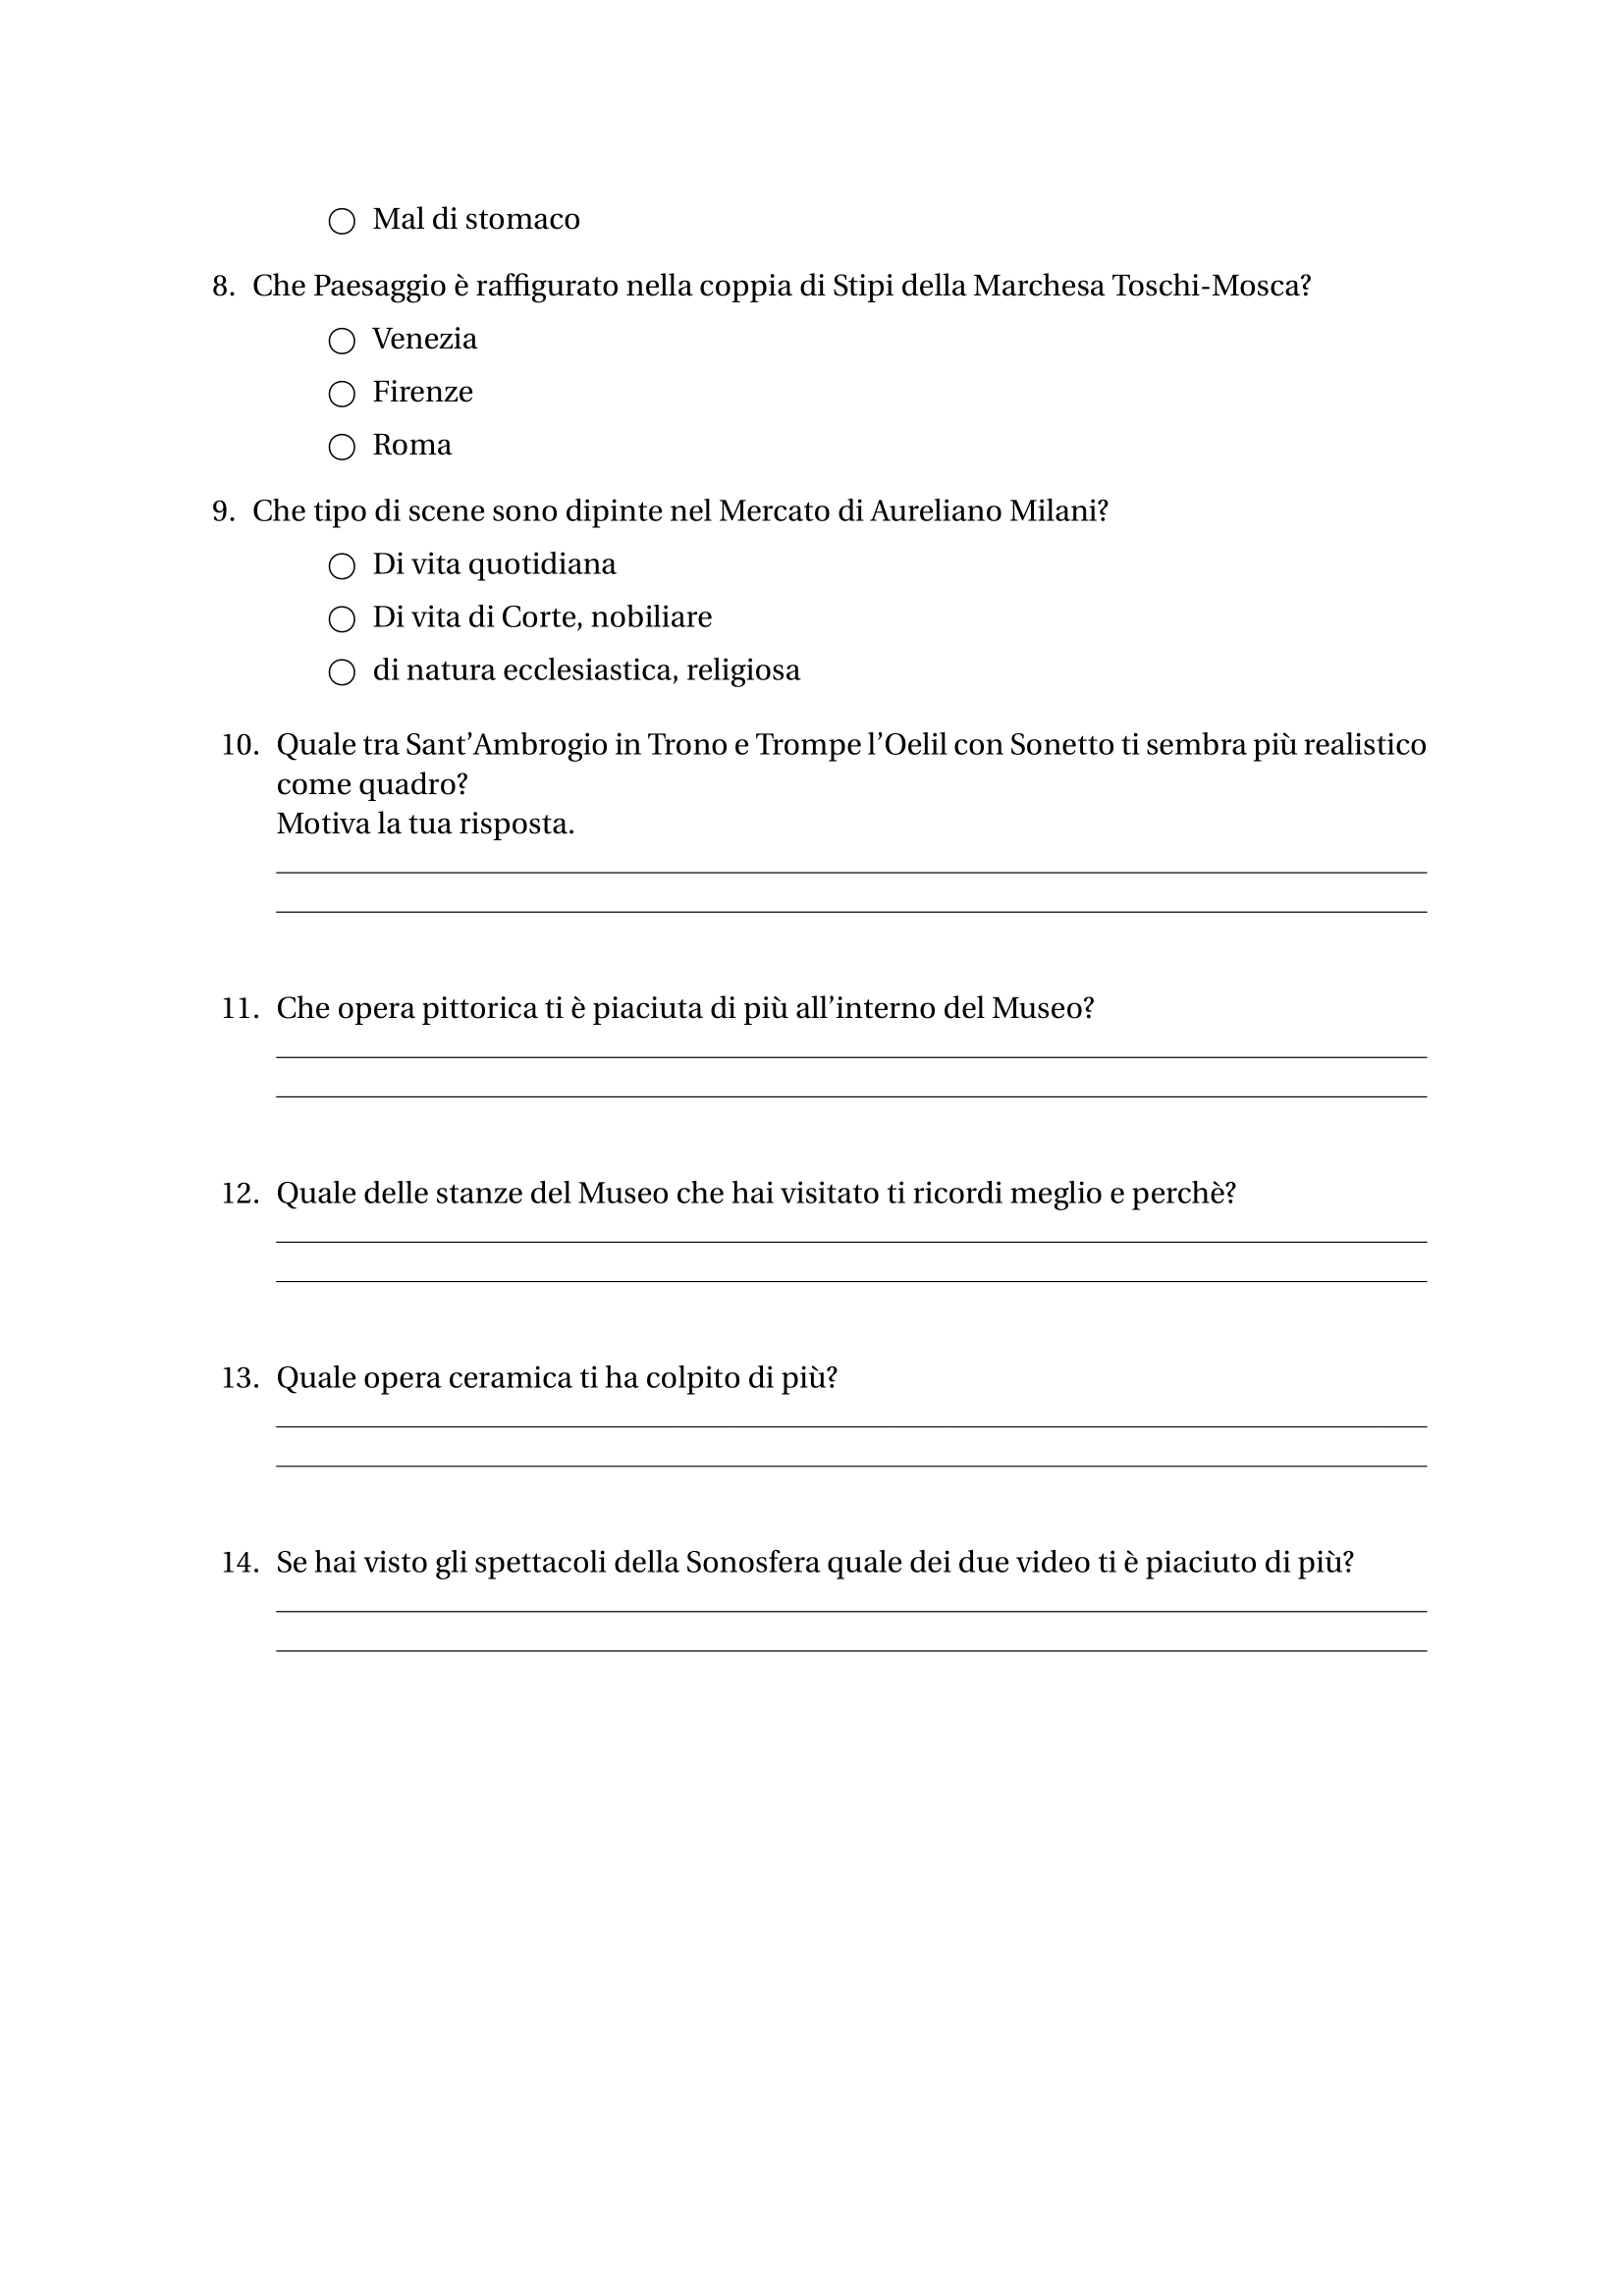 Mal di stomaco
8. Che Paesaggio è raffigurato nella coppia di Stipi della Marchesa Toschi-Mosca?
Venezia
Firenze
Roma
9. Che tipo di scene sono dipinte nel Mercato di Aureliano Milani?
Di vita quotidiana
Di vita di Corte, nobiliare
di natura ecclesiastica, religiosa
10. Quale tra Sant’Ambrogio in Trono e Trompe l’Oelil con Sonetto ti sembra più realistico
come quadro?
Motiva la tua risposta.
11. Che opera pittorica ti è piaciuta di più all’interno del Museo?
12. Quale delle stanze del Museo che hai visitato ti ricordi meglio e perchè?
13. Quale opera ceramica ti ha colpito di più?
14. Se hai visto gli spettacoli della Sonosfera quale dei due video ti è piaciuto di più?